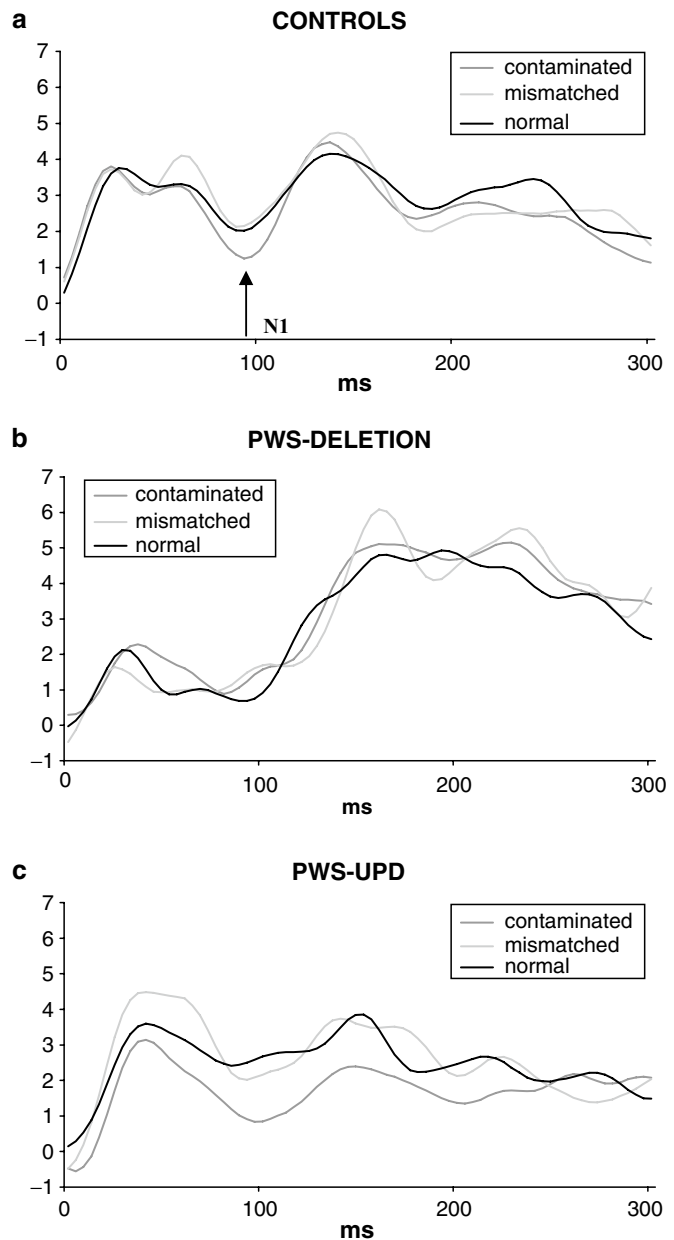 a
CONTROLS
7
6
5
4
3
2
1
0
−1
contaminated
mismatched
normal
N1
0
100
200
300
ms
b
PWS-DELETION
7
6
5
4
3
2
1
0
−1
contaminated
mismatched
normal
0
100
200
300
ms
c
PWS-UPD
7
6
5
4
3
2
1
0
−1
contaminated
mismatched
normal
0
100
200
300
ms